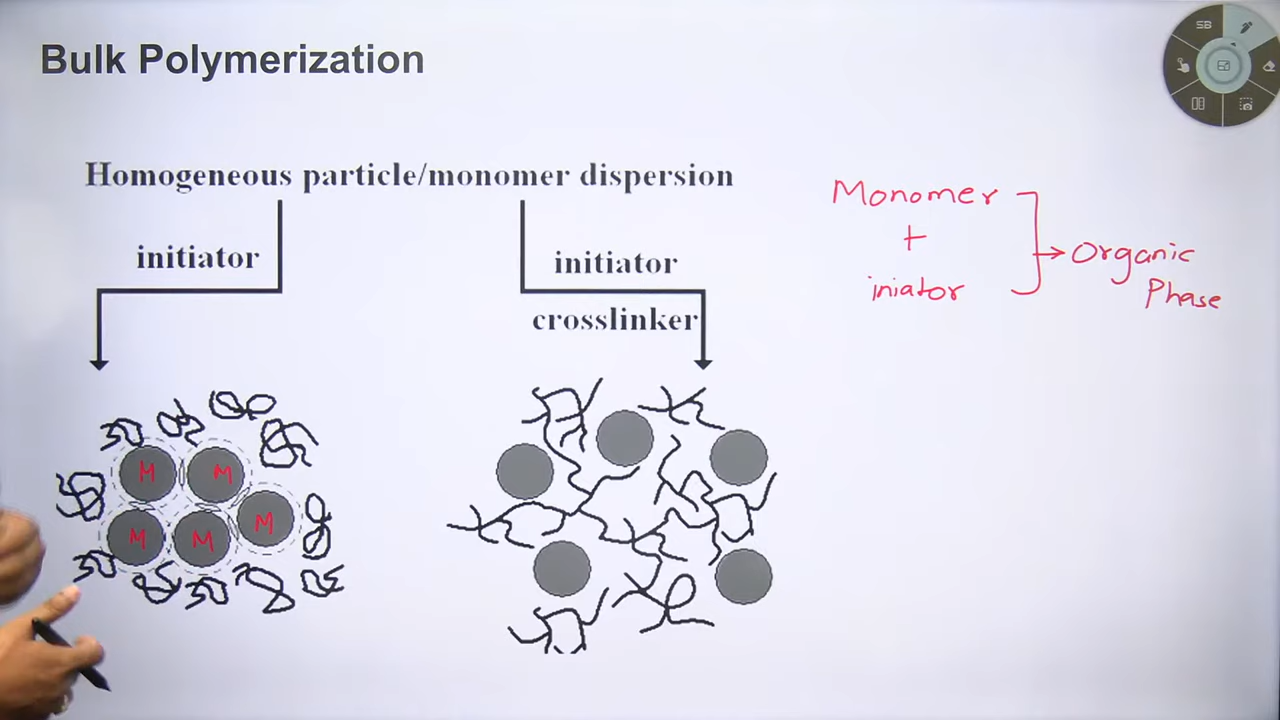 Bulk Polymerization
SB
Homogeneous particle/monomer dispersion
initiator
initiator
crosslinker
Monomer
+
iniator
Organic
Phase
M
M
M
M
M